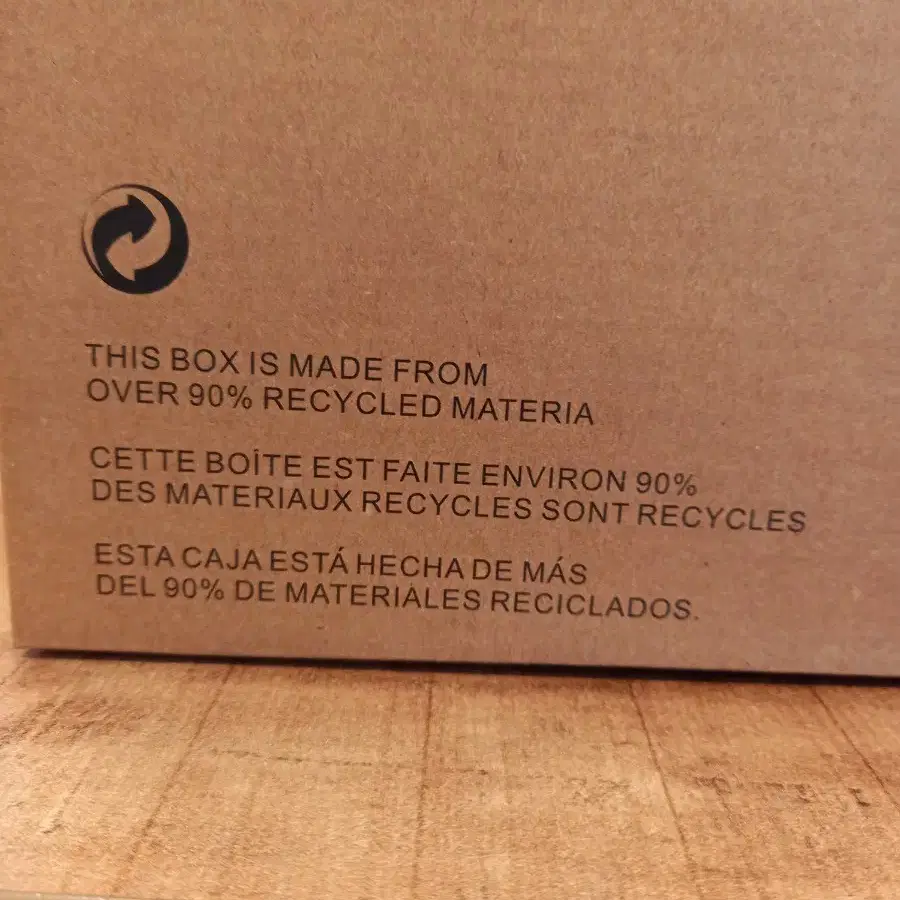 THIS BOX IS MADE FROM
OVER 90% RECYCLED MATERIA
CETTE BOÎTE EST FAITE ENVIRON 90%
DES MATERIAUX RECYCLES SONT RECYCLES
ESTA CAJA ESTÁ HECHA DE MÁS
DEL 90% DE MATERIALES RECICLADOS.